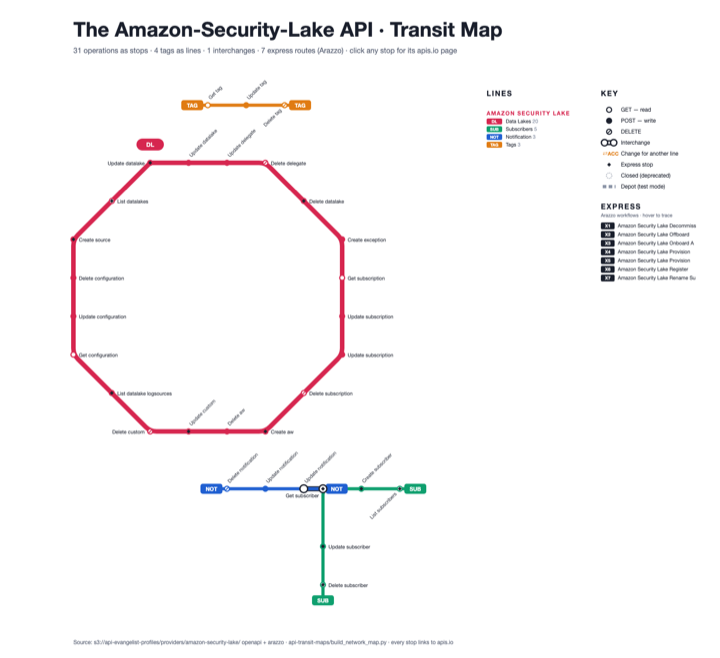 The Amazon-Security-Lake API · Transit Map
31 operations as stops · 4 tags as lines · 1 interchanges · 7 express routes (Arazzo) · click any stop for its apis.io page
LINES
AMAZON SECURITY LAKE
DL Data Lakes 20
SUB Subscribers 5
NOT Notification 3
TAG Tags 3
KEY
GET — read
POST — write
DELETE
Interchange
Change for another line
Express stop
Closed (deprecated)
Depot (test mode)
EXPRESS
Arazzo workflows · hover to trace
X1 Amazon Security Lake Decommiss
X2 Amazon Security Lake Offboard
X3 Amazon Security Lake Onboard A
X4 Amazon Security Lake Provision
X5 Amazon Security Lake Provision
X6 Amazon Security Lake Register
X7 Amazon Security Lake Rename Su
TAG
Get tag
Update tag
Delete tag
TAG
DL
Update datalake
Update datalake
Update delegate
Delete delegate
List datalakes
Delete datalake
Create source
Create exception
Delete configuration
Get subscription
Update configuration
Update subscription
Get configuration
Update subscription
List datalake logsources
Delete subscription
Delete custom
Update custom
Delete aw
Create aw
NOT
Delete notification
Update notification
Update notification
Get subscriber
NOT
Create subscriber
List subscribers
SUB
Update subscriber
Delete subscriber
SUB
Source: s3://api-evangelist-profiles/providers/amazon-security-lake/ openapi + arazzo · api-transit-maps/build_network_map.py · every stop links to apis.io